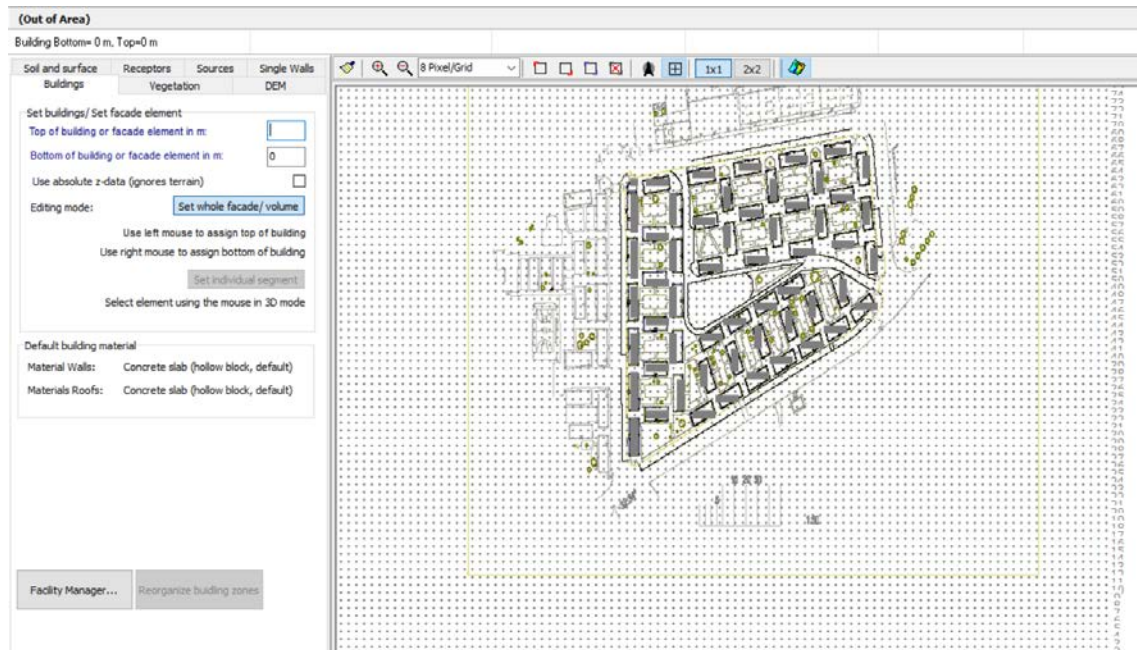 (Out of Area)
Building Bottom= 0 m, Top=0 m
Soil and surface Receptors Sources Single Walls
Buildings Vegetation DEM
8 Pixel/Grid
1x1 2x2
Set buildings/ Set facade element
Top of building or facade element in m:
Bottom of building or facade element in m: 0
Use absolute z-data (ignores terrain)
Editing mode: Set whole facade/ volume
Use left mouse to assign top of building
Use right mouse to assign bottom of building
Set individual segment
Select element using the mouse in 3D mode
Default building material
Material Walls: Concrete slab (hollow block, default)
Materials Roofs: Concrete slab (hollow block, default)
Facility Manager... Reorganize buidling zones
10 20 30